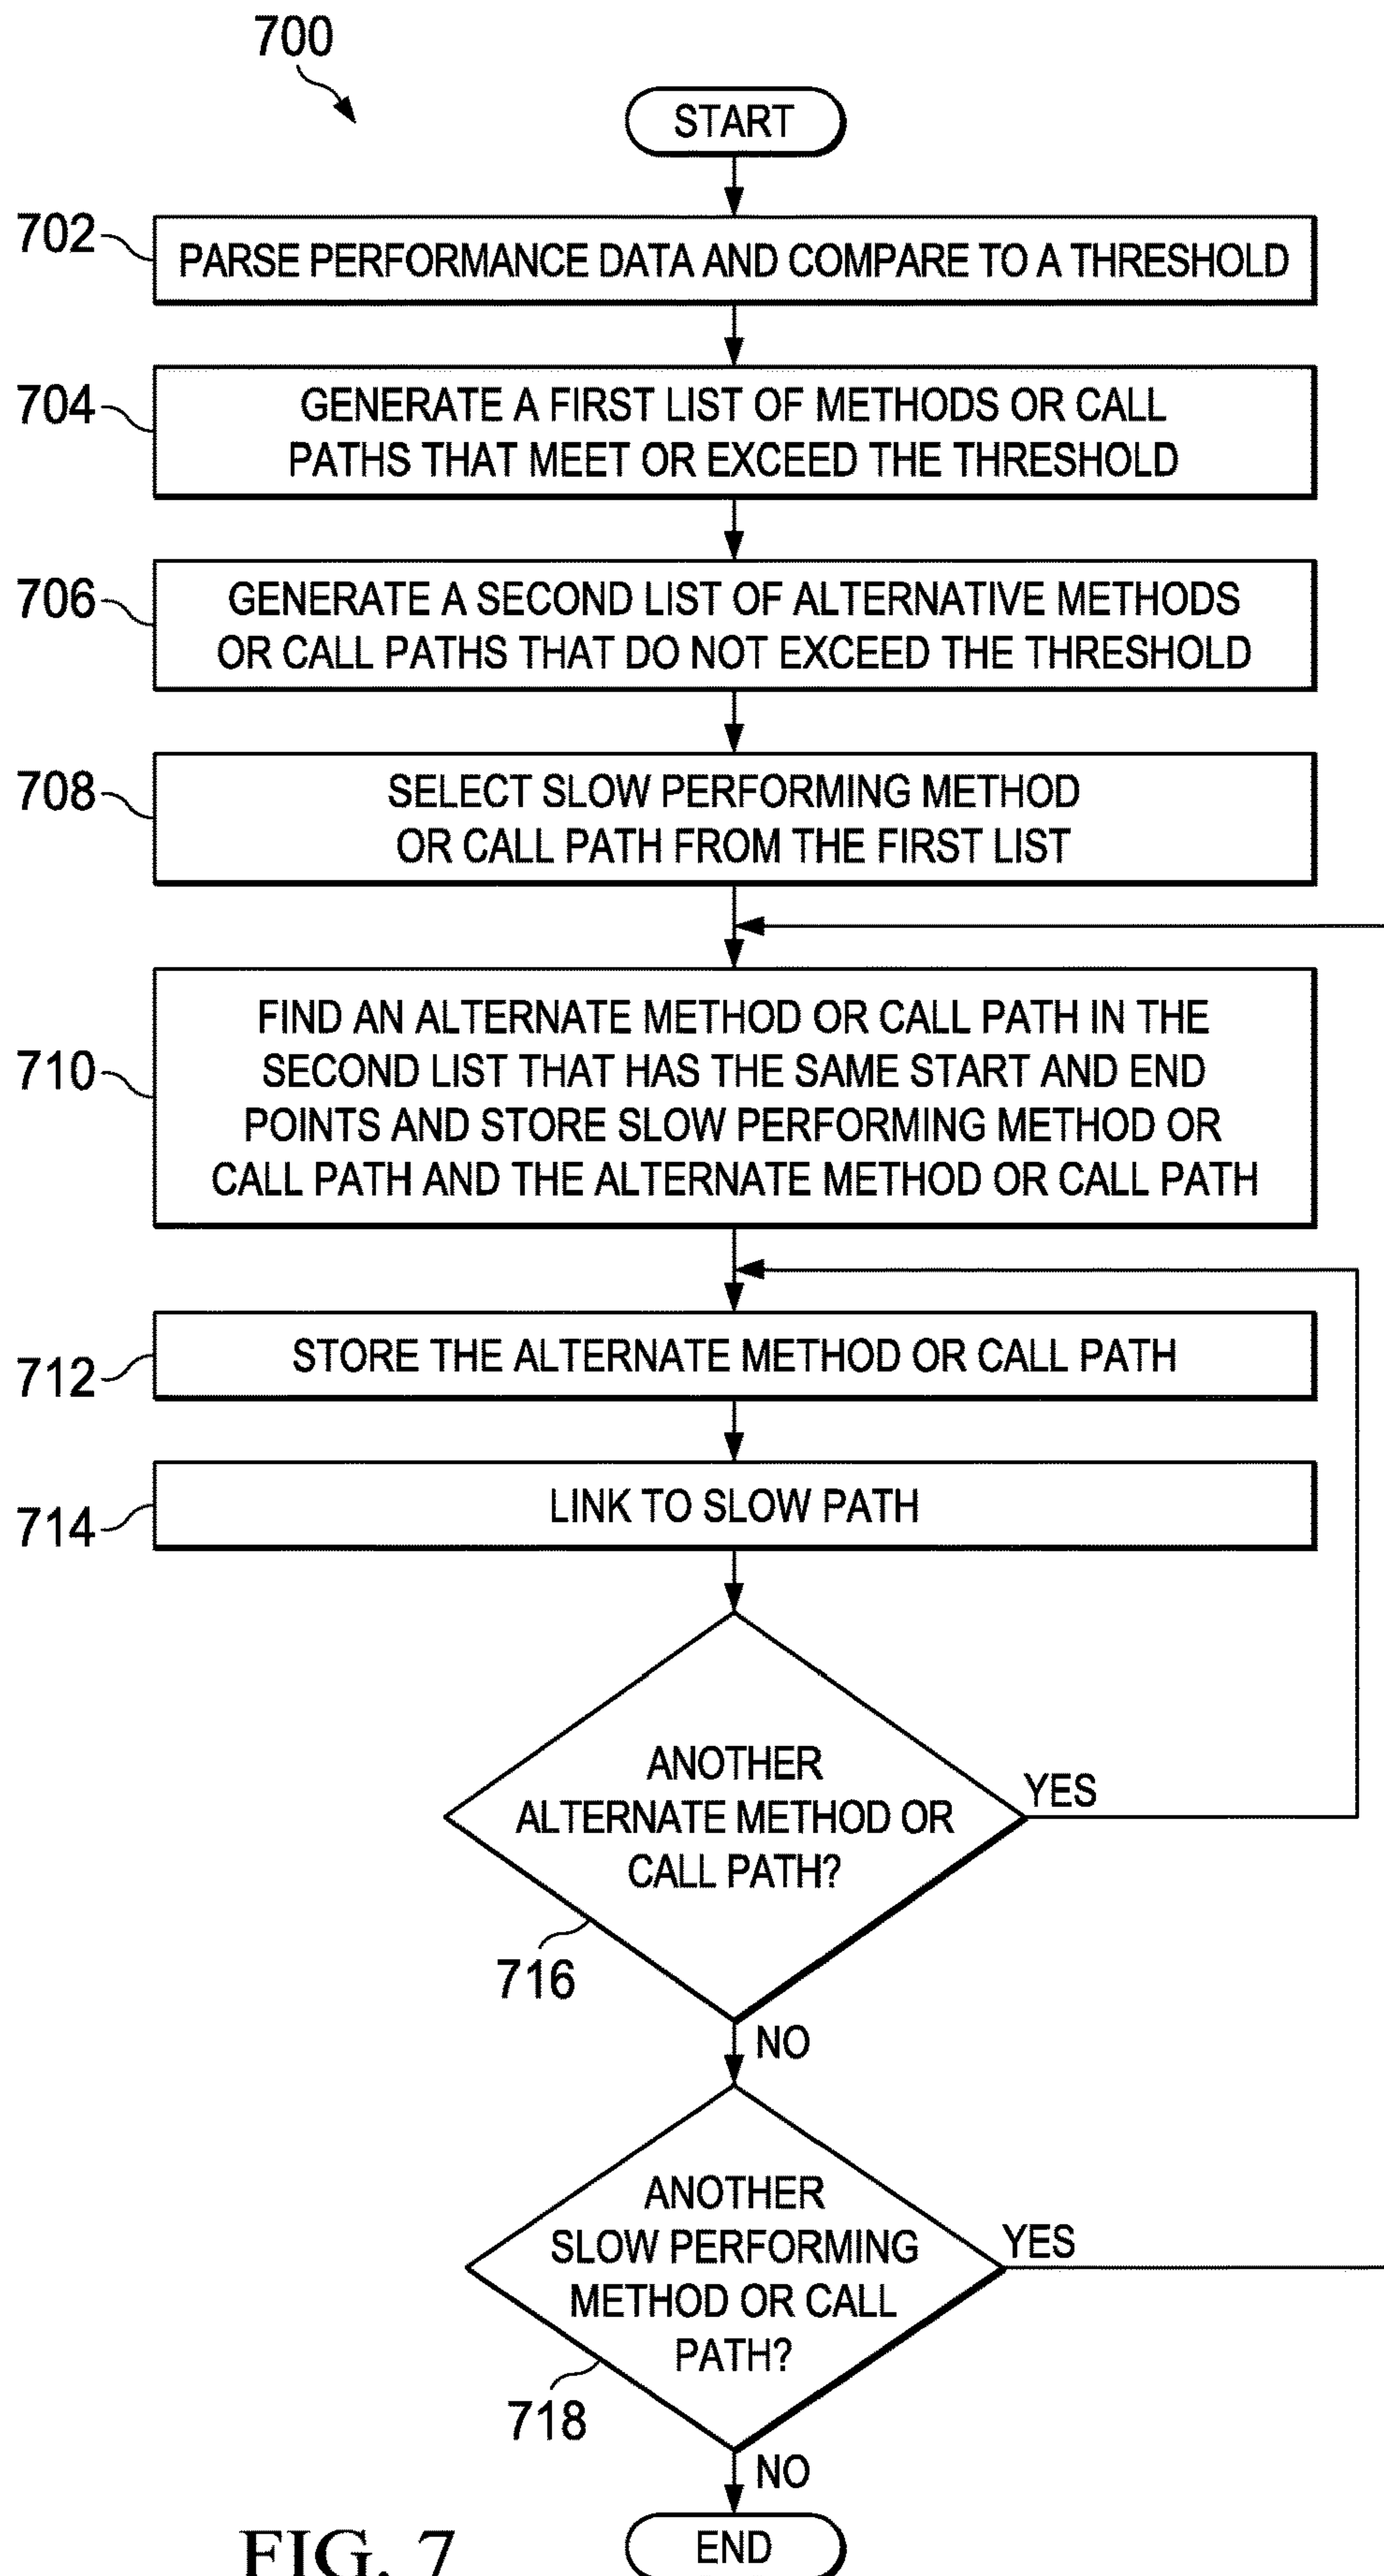 700
START
702
PARSE PERFORMANCE DATA AND COMPARE TO A THRESHOLD
704
GENERATE A FIRST LIST OF METHODS OR CALL
PATHS THAT MEET OR EXCEED THE THRESHOLD
706
GENERATE A SECOND LIST OF ALTERNATIVE METHODS
OR CALL PATHS THAT DO NOT EXCEED THE THRESHOLD
708
SELECT SLOW PERFORMING METHOD
OR CALL PATH FROM THE FIRST LIST
710
FIND AN ALTERNATE METHOD OR CALL PATH IN THE
SECOND LIST THAT HAS THE SAME START AND END
POINTS AND STORE SLOW PERFORMING METHOD OR
CALL PATH AND THE ALTERNATE METHOD OR CALL PATH
712
STORE THE ALTERNATE METHOD OR CALL PATH
714
LINK TO SLOW PATH
ANOTHER
ALTERNATE METHOD OR
CALL PATH?
YES
716
NO
ANOTHER
SLOW PERFORMING
METHOD OR CALL
PATH?
YES
718
NO
END
FIG. 7